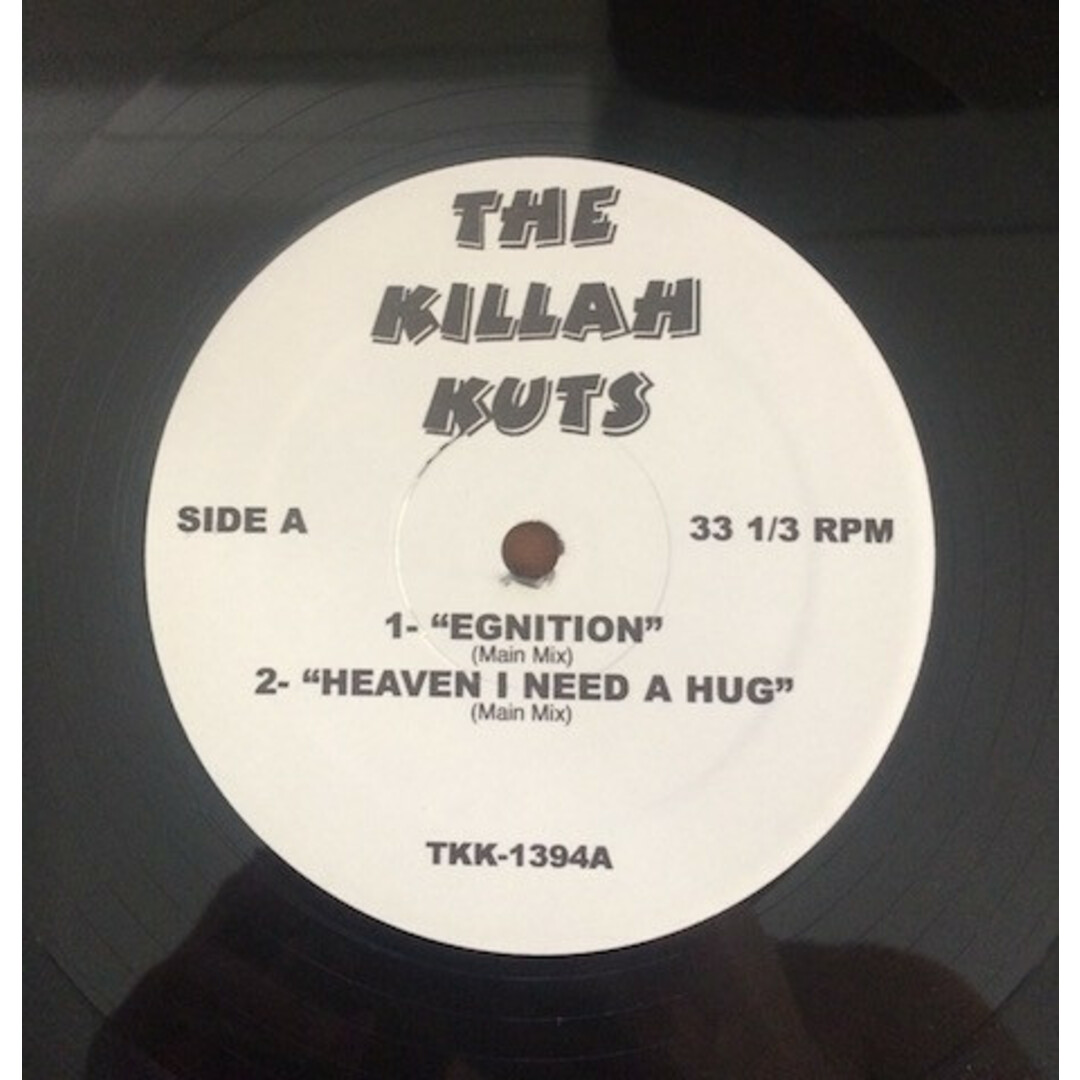 THE
KILLAH
KUTS
SIDE A
33 1/3 RPM
1- “EGNITION”
(Main Mix)
2- “HEAVEN I NEED A HUG”
(Main Mix)
TKK-1394A